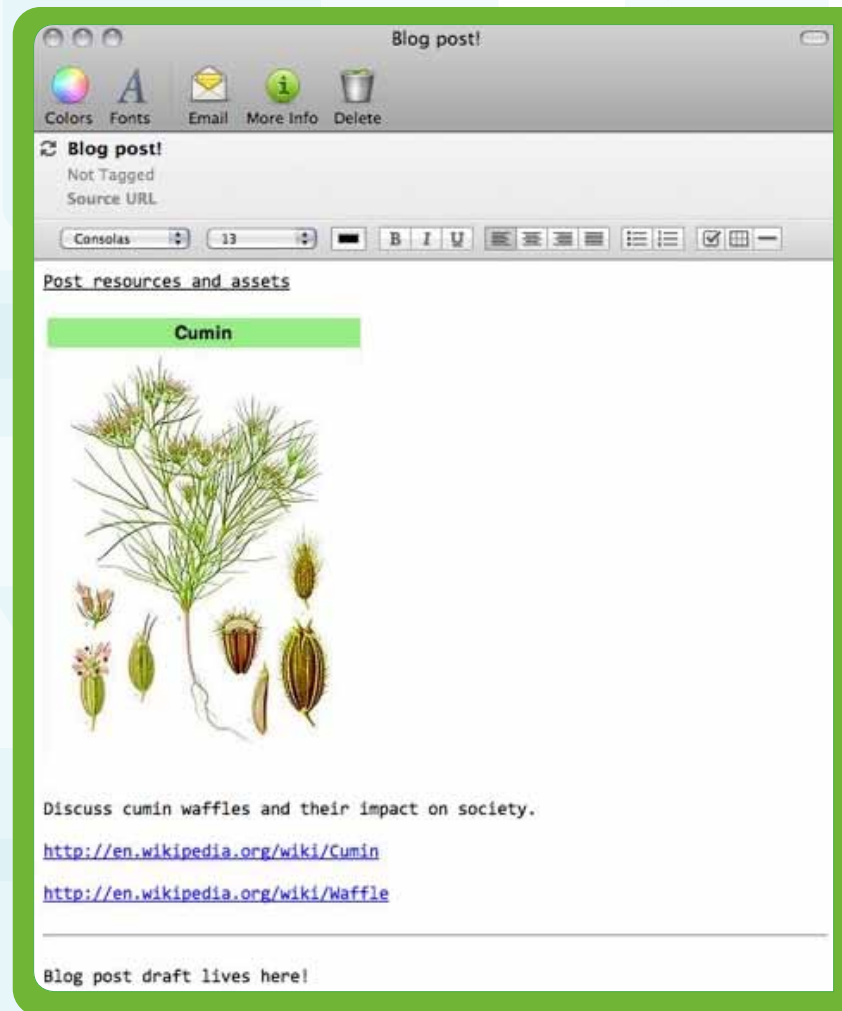 Blog post!
Colors Fonts Email More Info Delete
Blog post!
Not Tagged
Source URL
Consolas 13 B I U
Post resources and assets
Cumin
Discuss cumin waffles and their impact on society.
http://en.wikipedia.org/wiki/Cumin
http://en.wikipedia.org/wiki/Waffle
Blog post draft lives here!